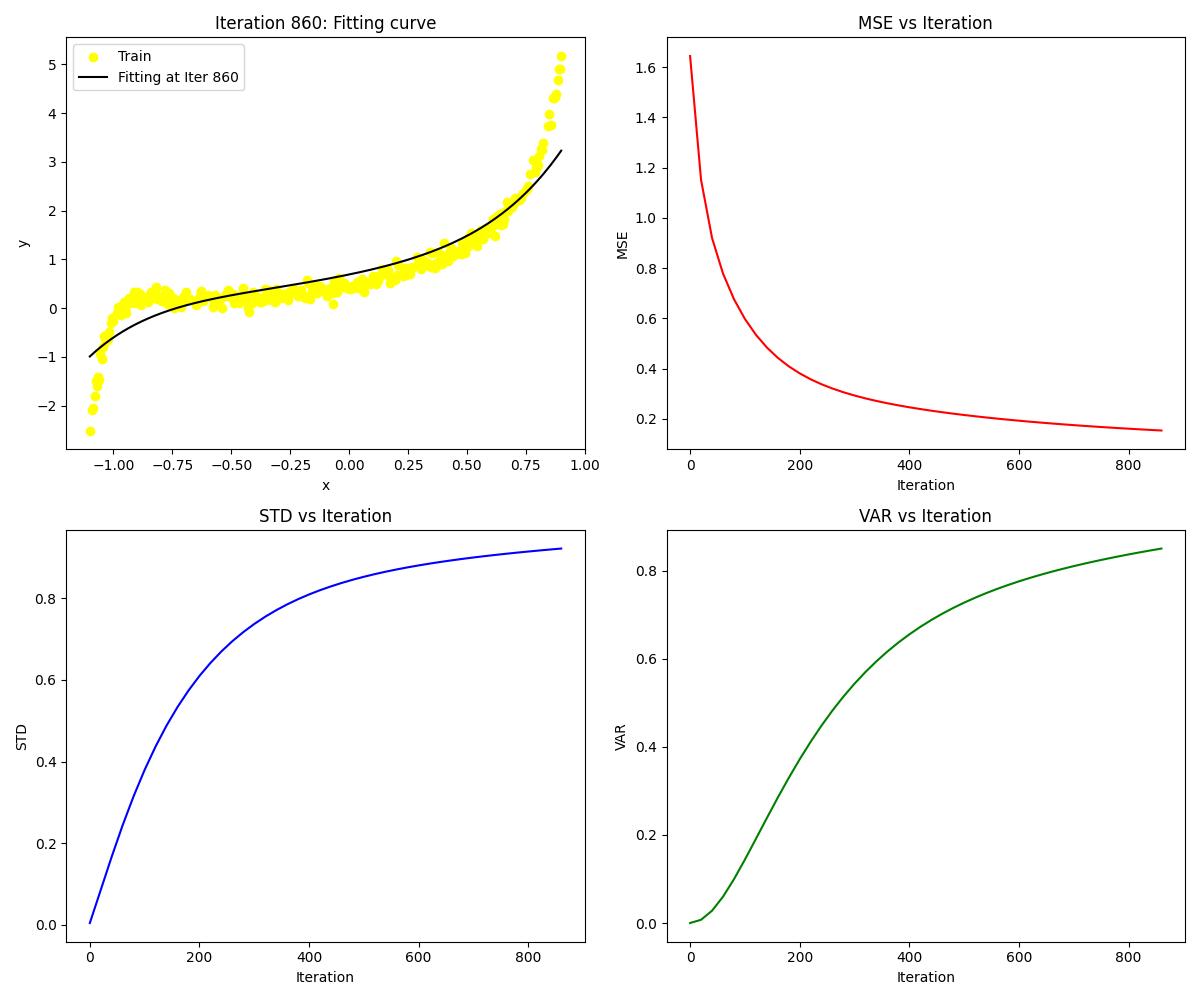 Iteration 860: Fitting curve
Train
Fitting at Iter 860
y
5
4
3
2
1
0
−1
−2
−1.00 −0.75 −0.50 −0.25 0.00 0.25 0.50 0.75 1.00
x
MSE vs Iteration
MSE
1.6
1.4
1.2
1.0
0.8
0.6
0.4
0.2
0 200 400 600 800
Iteration
STD vs Iteration
STD
0.8
0.6
0.4
0.2
0.0
0 200 400 600 800
Iteration
VAR vs Iteration
VAR
0.8
0.6
0.4
0.2
0.0
0 200 400 600 800
Iteration